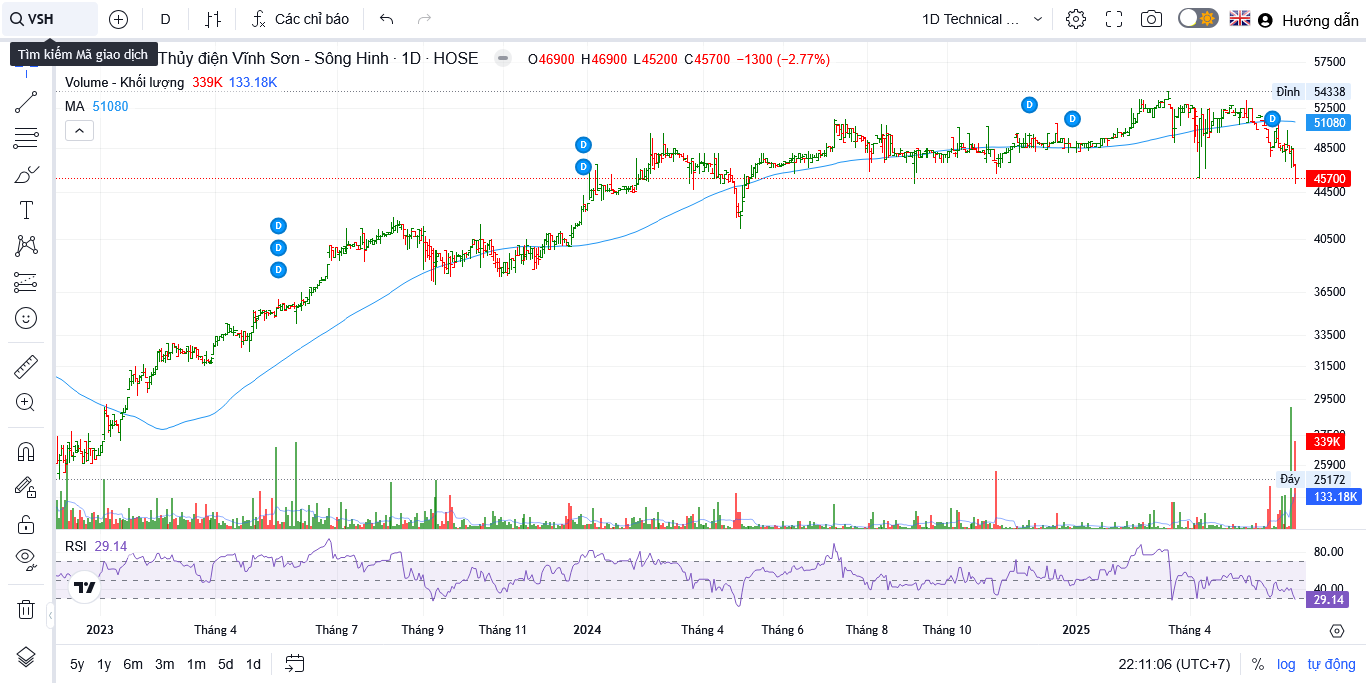 VSH
D
Các chỉ báo
1D Technical ...
Hướng dẫn
Tìm kiếm Mã giao dịch
Thủy điện Vĩnh Sơn - Sông Hinh · 1D · HOSE
O46900 H46900 L45200 C45700 −1300 (−2.77%)
Volume - Khối lượng 339K 133.18K
MA 51080
57500
Đỉnh 54338
52500
51080
48500
45700
44500
40500
36500
33500
31500
29500
339K
25900
Đáy 25172
133.18K
D
D
D
D
D
D
D
D
RSI 29.14
80.00
40.00
29.14
2023 Tháng 4 Tháng 7 Tháng 9 Tháng 11 2024 Tháng 4 Tháng 6 Tháng 8 Tháng 10 2025 Tháng 4
5y 1y 6m 3m 1m 5d 1d
22:11:06 (UTC+7) % log tự động